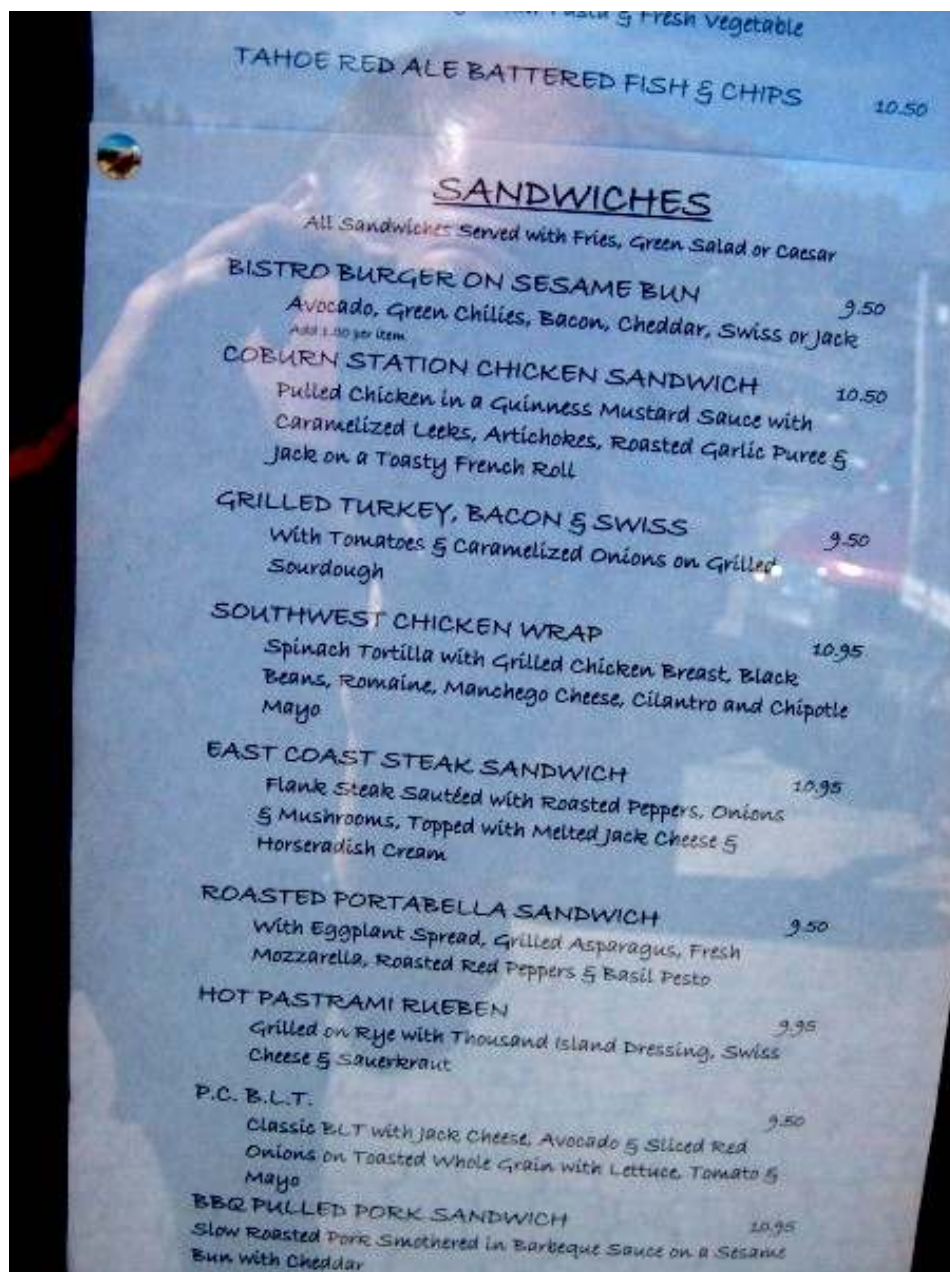 & Fresh Vegetable
TAHOE RED ALE BATTERED FISH & CHIPS 10.50
SANDWICHES
All Sandwiches Served with Fries, Green Salad or Caesar
BISTRO BURGER ON SESAME BUN 9.50
Avocado, Green Chilies, Bacon, Cheddar, Swiss or Jack
Add 1.00 per item
COBURN STATION CHICKEN SANDWICH 10.50
Pulled Chicken in a Guinness Mustard Sauce with
Caramelized Leeks, Artichokes, Roasted Garlic Puree &
Jack on a Toasty French Roll
GRILLED TURKEY, BACON & SWISS 9.50
With Tomatoes & Caramelized Onions on Grilled
Sourdough
SOUTHWEST CHICKEN WRAP 10.95
Spinach Tortilla with Grilled Chicken Breast, Black
Beans, Romaine, Manchego Cheese, Cilantro and Chipotle
Mayo
EAST COAST STEAK SANDWICH 10.95
Flank Steak Sautéed with Roasted Peppers, Onions
& Mushrooms, Topped with Melted Jack Cheese &
Horseradish Cream
ROASTED PORTABELLA SANDWICH 9.50
With Eggplant Spread, Grilled Asparagus, Fresh
Mozzarella, Roasted Red Peppers & Basil Pesto
HOT PASTRAMI RUEBEN 9.95
Grilled on Rye with Thousand Island Dressing, Swiss
Cheese & Sauerkraut
P.C. B.L.T. 9.50
Classic BLT with Jack Cheese, Avocado & Sliced Red
Onions on Toasted Whole Grain with Lettuce, Tomato &
Mayo
BBQ PULLED PORK SANDWICH 10.95
Slow Roasted Pork Smothered in Barbeque Sauce on a Sesame
Bun with Cheddar